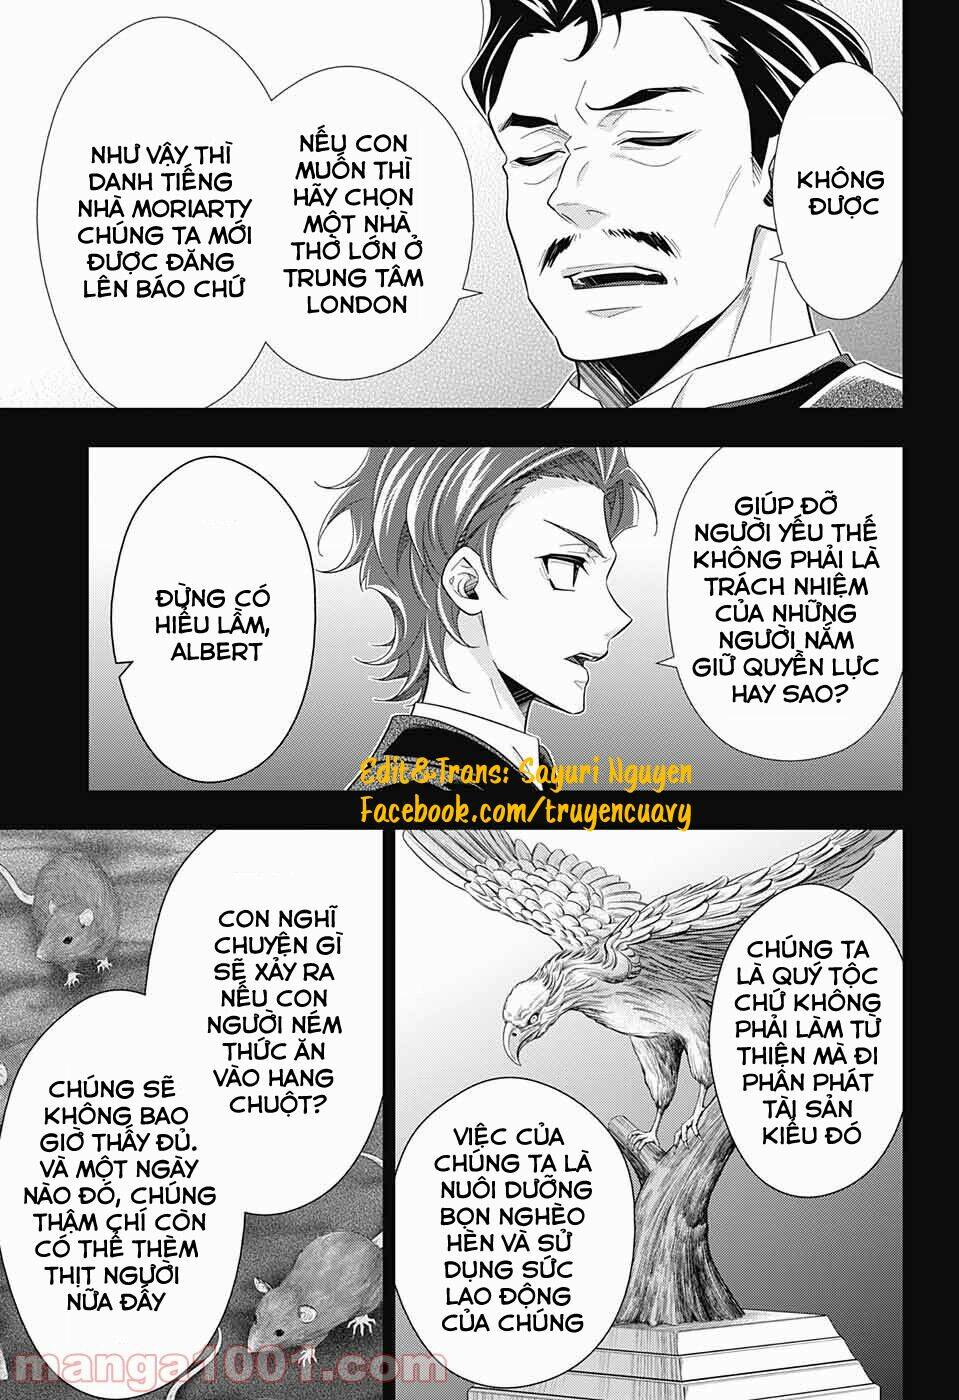 KHÔNG
ĐƯỢC
NẾU CON
MUỐN THÌ
HÃY CHỌN
MỘT NHÀ
THỜ LỚN Ở
TRUNG TÂM
LONDON
NHƯ VẬY THÌ
DANH TIẾNG
NHÀ MORIARTY
CHÚNG TA MỚI
ĐƯỢC ĐĂNG
LÊN BÁO CHỨ
GIÚP ĐỠ
NGƯỜI YẾU THẾ
KHÔNG PHẢI LÀ
TRÁCH NHIỆM
CỦA NHỮNG
NGƯỜI NẮM
GIỮ QUYỀN LỰC
HAY SAO?
ĐỪNG CÓ
HIỂU LẦM,
ALBERT
Edit&Trans: Sayuri Nguyen
Facebook.com/truyencuavy
CHÚNG TA
LÀ QUÝ TỘC
CHỨ KHÔNG
PHẢI LÀM TỪ
THIỆN MÀ ĐI
PHÂN PHÁT
TÀI SẢN
KIỂU ĐÓ
VIỆC CỦA
CHÚNG TA LÀ
NUÔI DƯỠNG
BỌN NGHÈO
HÈN VÀ SỬ
DỤNG SỨC
LAO ĐỘNG
CỦA CHÚNG
CON NGHĨ
CHUYỆN GÌ
SẼ XẢY RA
NẾU CON
NGƯỜI NÉM
THỨC ĂN
VÀO HANG
CHUỘT?
CHÚNG SẼ
KHÔNG BAO
GIỜ THẤY ĐỦ.
VÀ MỘT NGÀY
NÀO ĐÓ, CHÚNG
THẬM CHÍ CÒN
CÓ THỂ THÈM
THỊT NGƯỜI
NỮA ĐẤY
manga1001.com